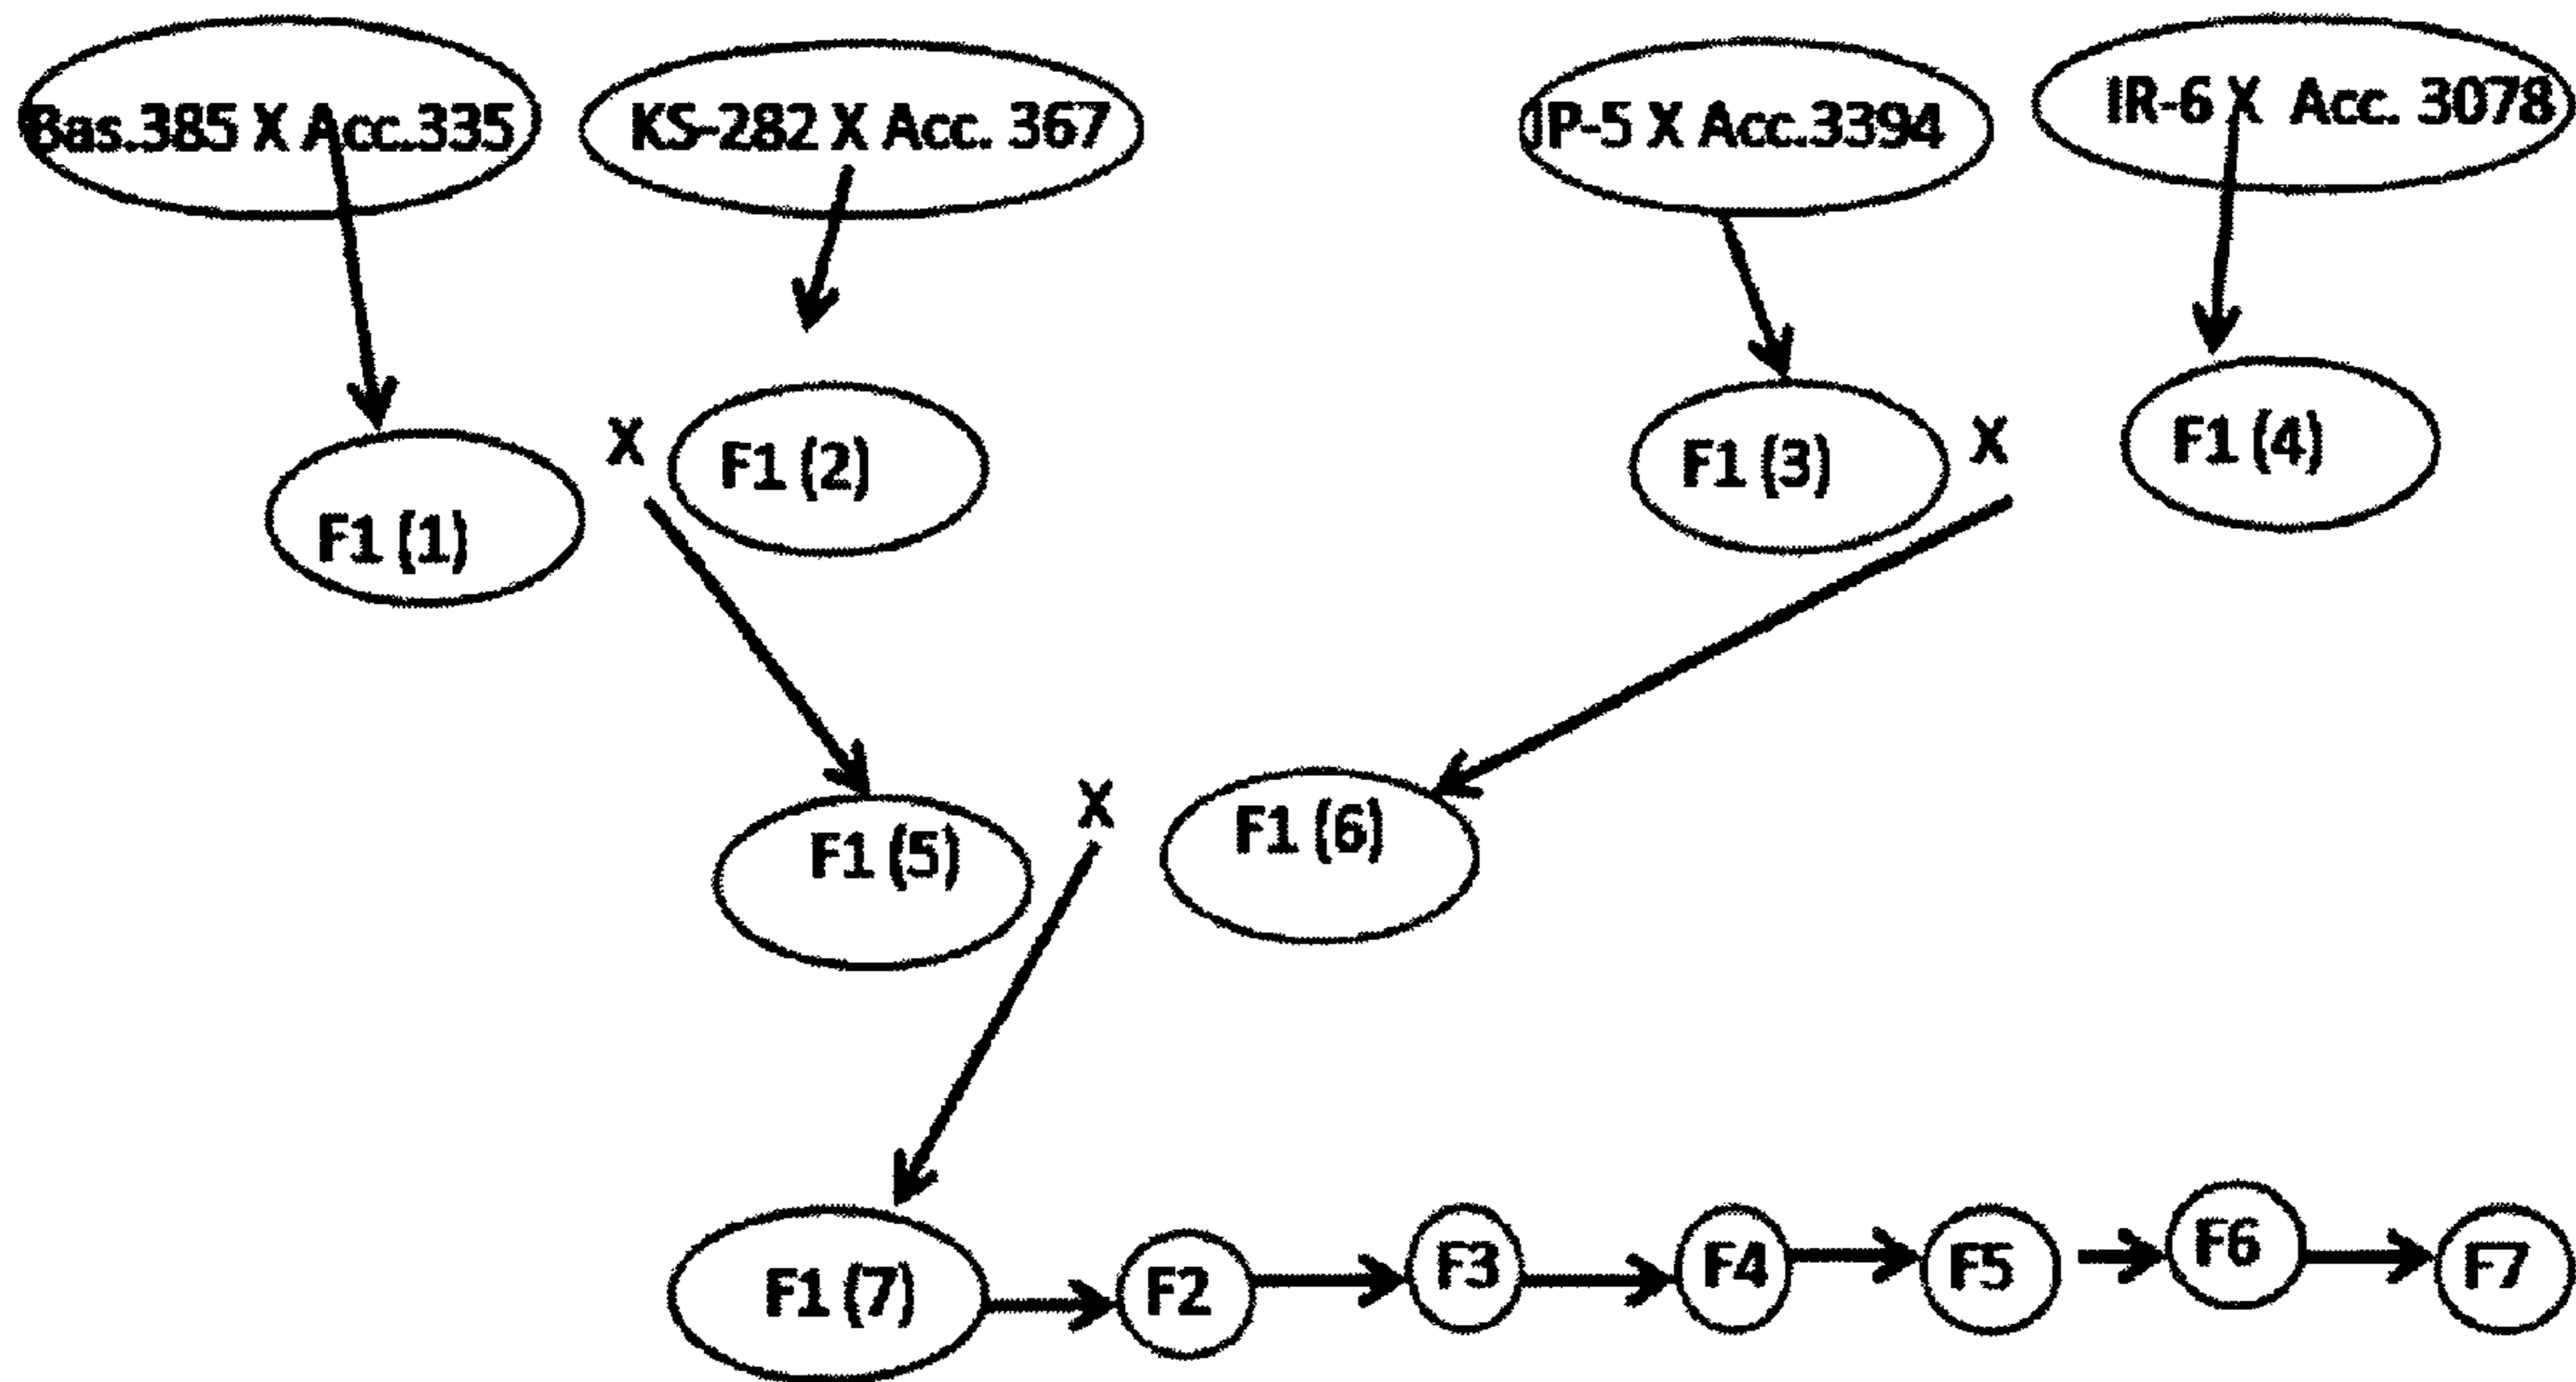 Bas.385 X Acc.335
KS-282 X Acc. 367
JP-5 X Acc.3394
IR-6 X Acc. 3078
F1 (1)
X
F1 (2)
F1 (3)
X
F1 (4)
F1 (5)
X
F1 (6)
F1 (7)
F2
F3
F4
F5
F6
F7